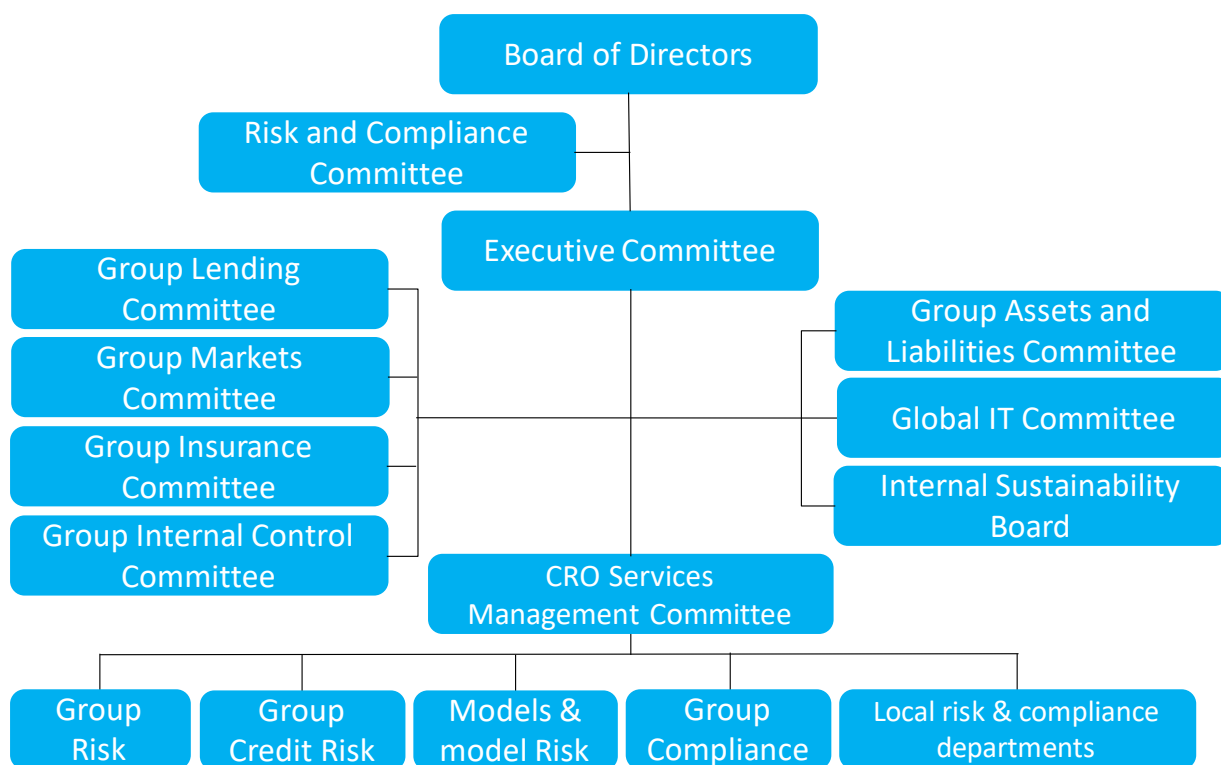 Board of Directors
Risk and Compliance
Committee
Executive Committee
Group Lending
Committee
Group Markets
Committee
Group Insurance
Committee
Group Internal Control
Committee
Group Assets and
Liabilities Committee
Global IT Committee
Internal Sustainability
Board
CRO Services
Management Committee
Group
Risk
Group
Credit Risk
Models &
model Risk
Group
Compliance
Local risk & compliance
departments